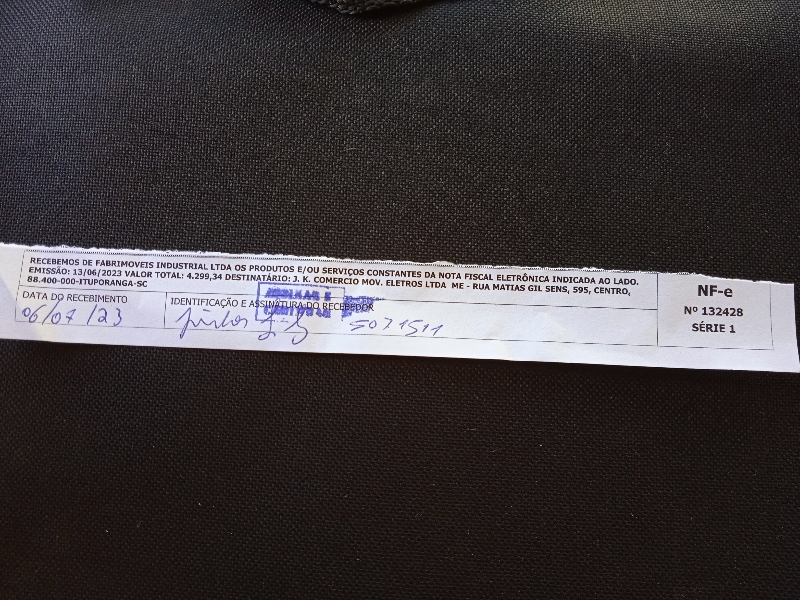 RECEBEMOS DE FABRIMOVEIS INDUSTRIAL LTDA OS PRODUTOS E/OU SERVIÇOS CONSTANTES DA NOTA FISCAL ELETRÔNICA INDICADA AO LADO.
EMISSÃO: 13/06/2023 VALOR TOTAL: 4.299,34 DESTINATÁRIO: J. K. COMERCIO MOV. ELETROS LTDA ME - RUA MATIAS GIL SENS, 595, CENTRO,
88.400-000-ITUPORANGA-SC
DATA DO RECEBIMENTO
06/07/23
IDENTIFICAÇÃO E ASSINATURA DO RECEBEDOR
5071511
NF-e
Nº 132428
SÉRIE 1